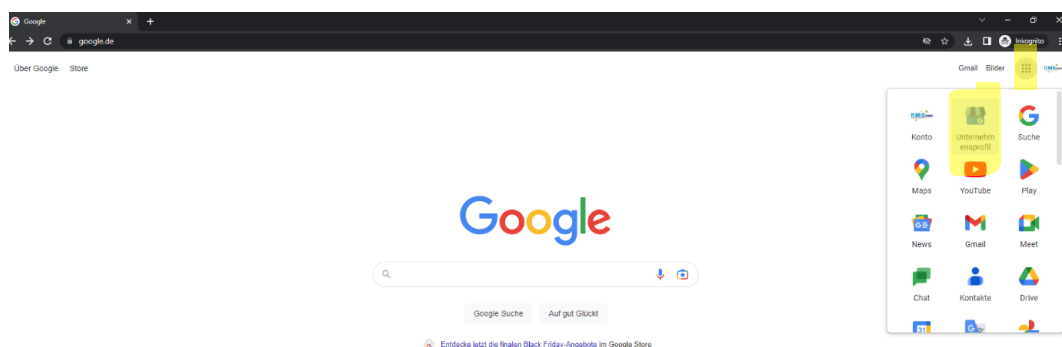 Google
google.de
Inkognito
Über Google Store
Gmail Bilder
Konto
Unternehm
ensprofil
Suche
Maps
YouTube
Play
News
Gmail
Meet
Chat
Kontakte
Drive
31
Google
Google Suche
Auf gut Glück!
Entdecke jetzt die finalen Black Friday-Angebote im Google Store